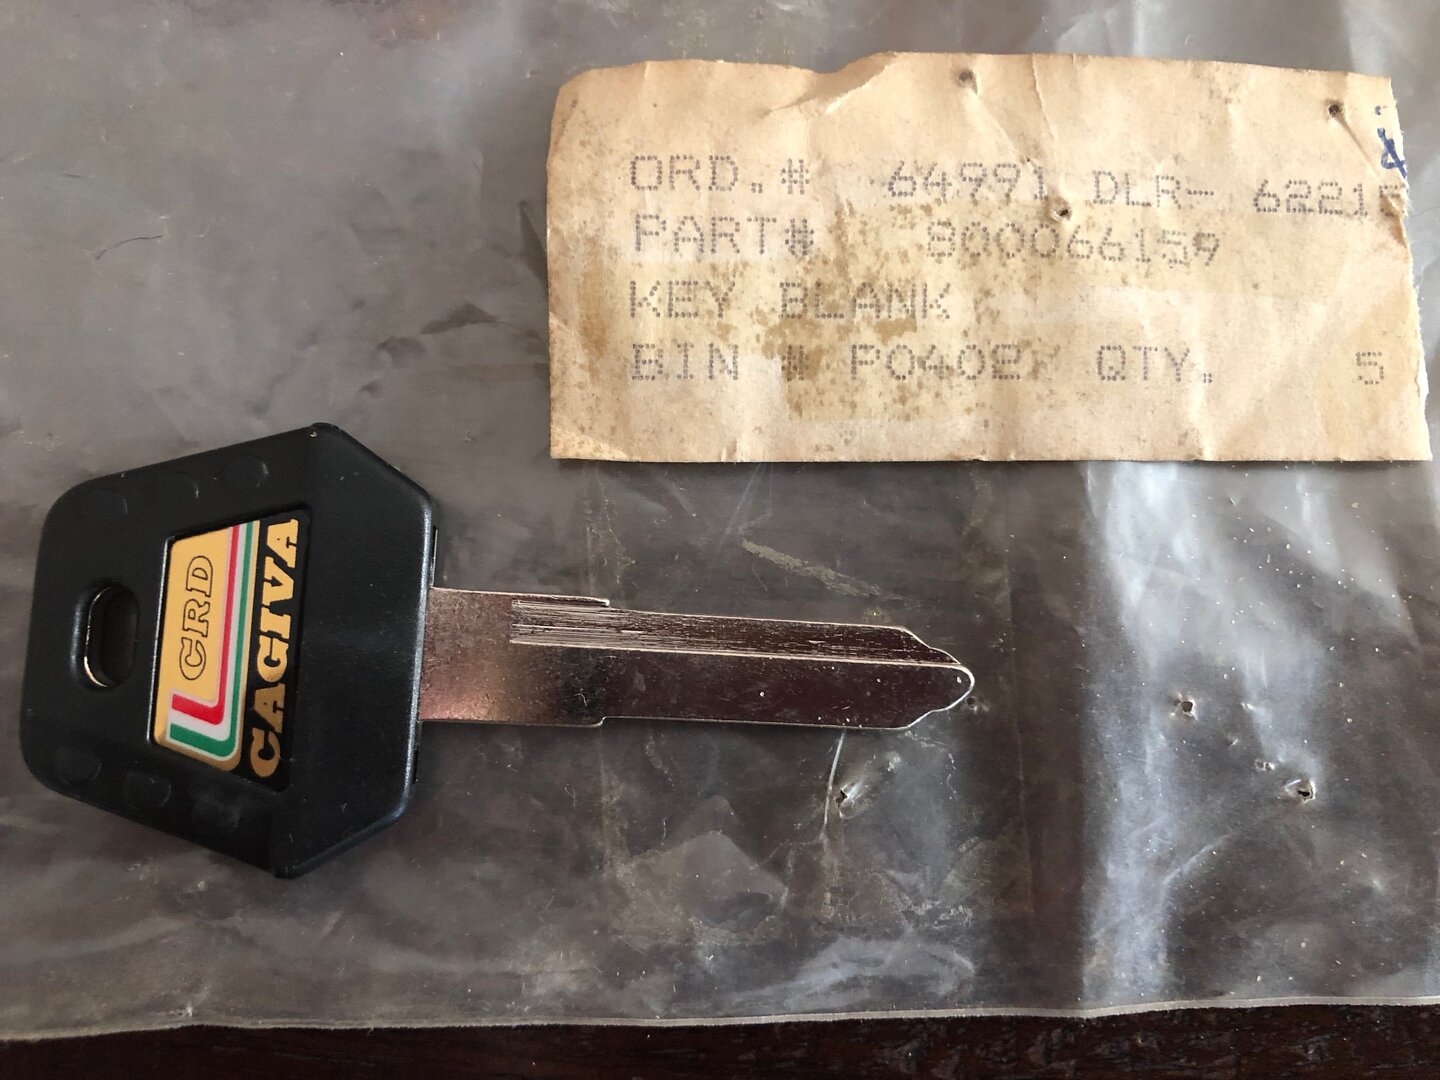 ORD.# 64991 DLR- 62215
PART# 800066159
KEY BLANK
BIN # P0402 QTY. 5
CRD
CAGIVA